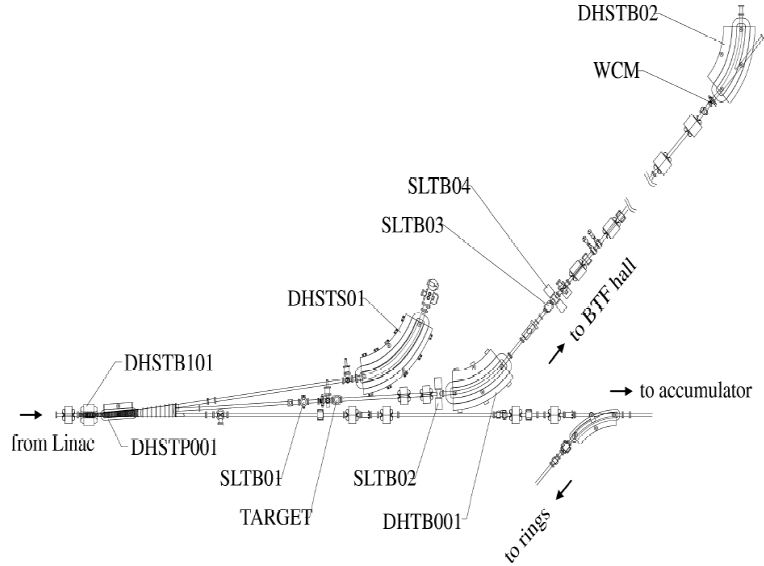 DHSTB02
WCM
SLTB04
SLTB03
DHSTS01
to BTF hall
DHSTB101
to accumulator
from Linac
DHSTP001
SLTB01
SLTB02
TARGET
DHTB001
to rings